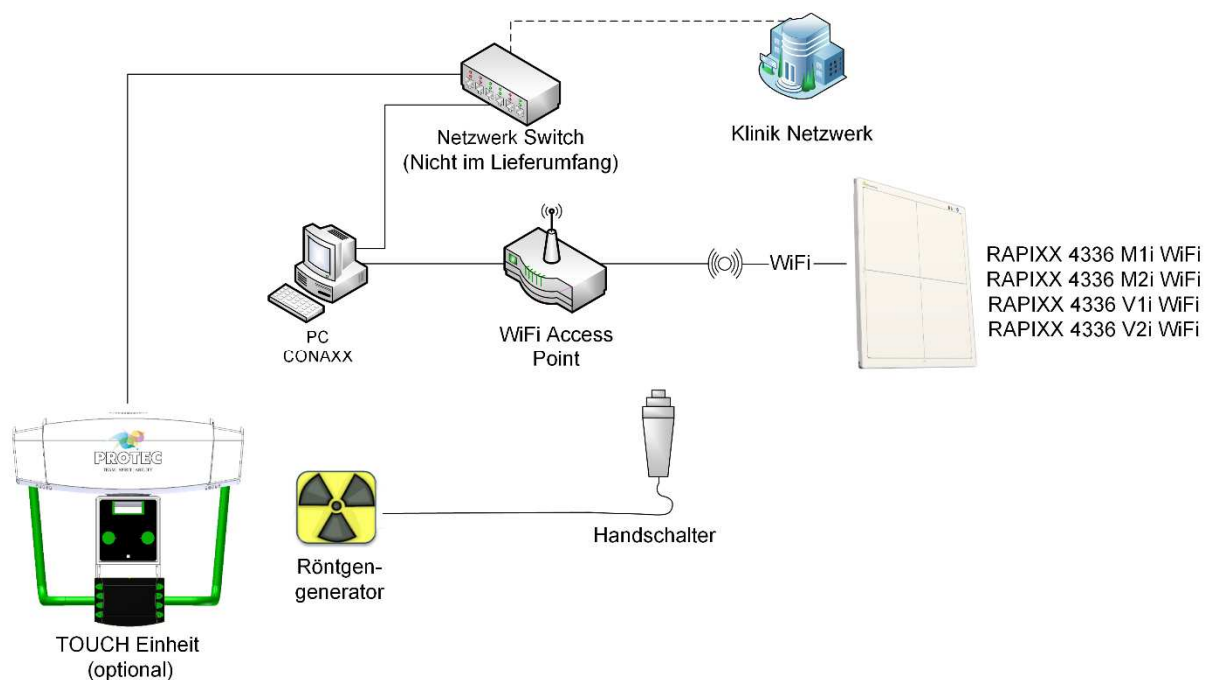 Netzwerk Switch
(Nicht im Lieferumfang)
Klinik Netzwerk
PC
CONAXX
WiFi Access
Point
WiFi
RAPIXX 4336 M1i WiFi
RAPIXX 4336 M2i WiFi
RAPIXX 4336 V1i WiFi
RAPIXX 4336 V2i WiFi
PROTEC
Röntgen-
generator
Handschalter
TOUCH Einheit
(optional)